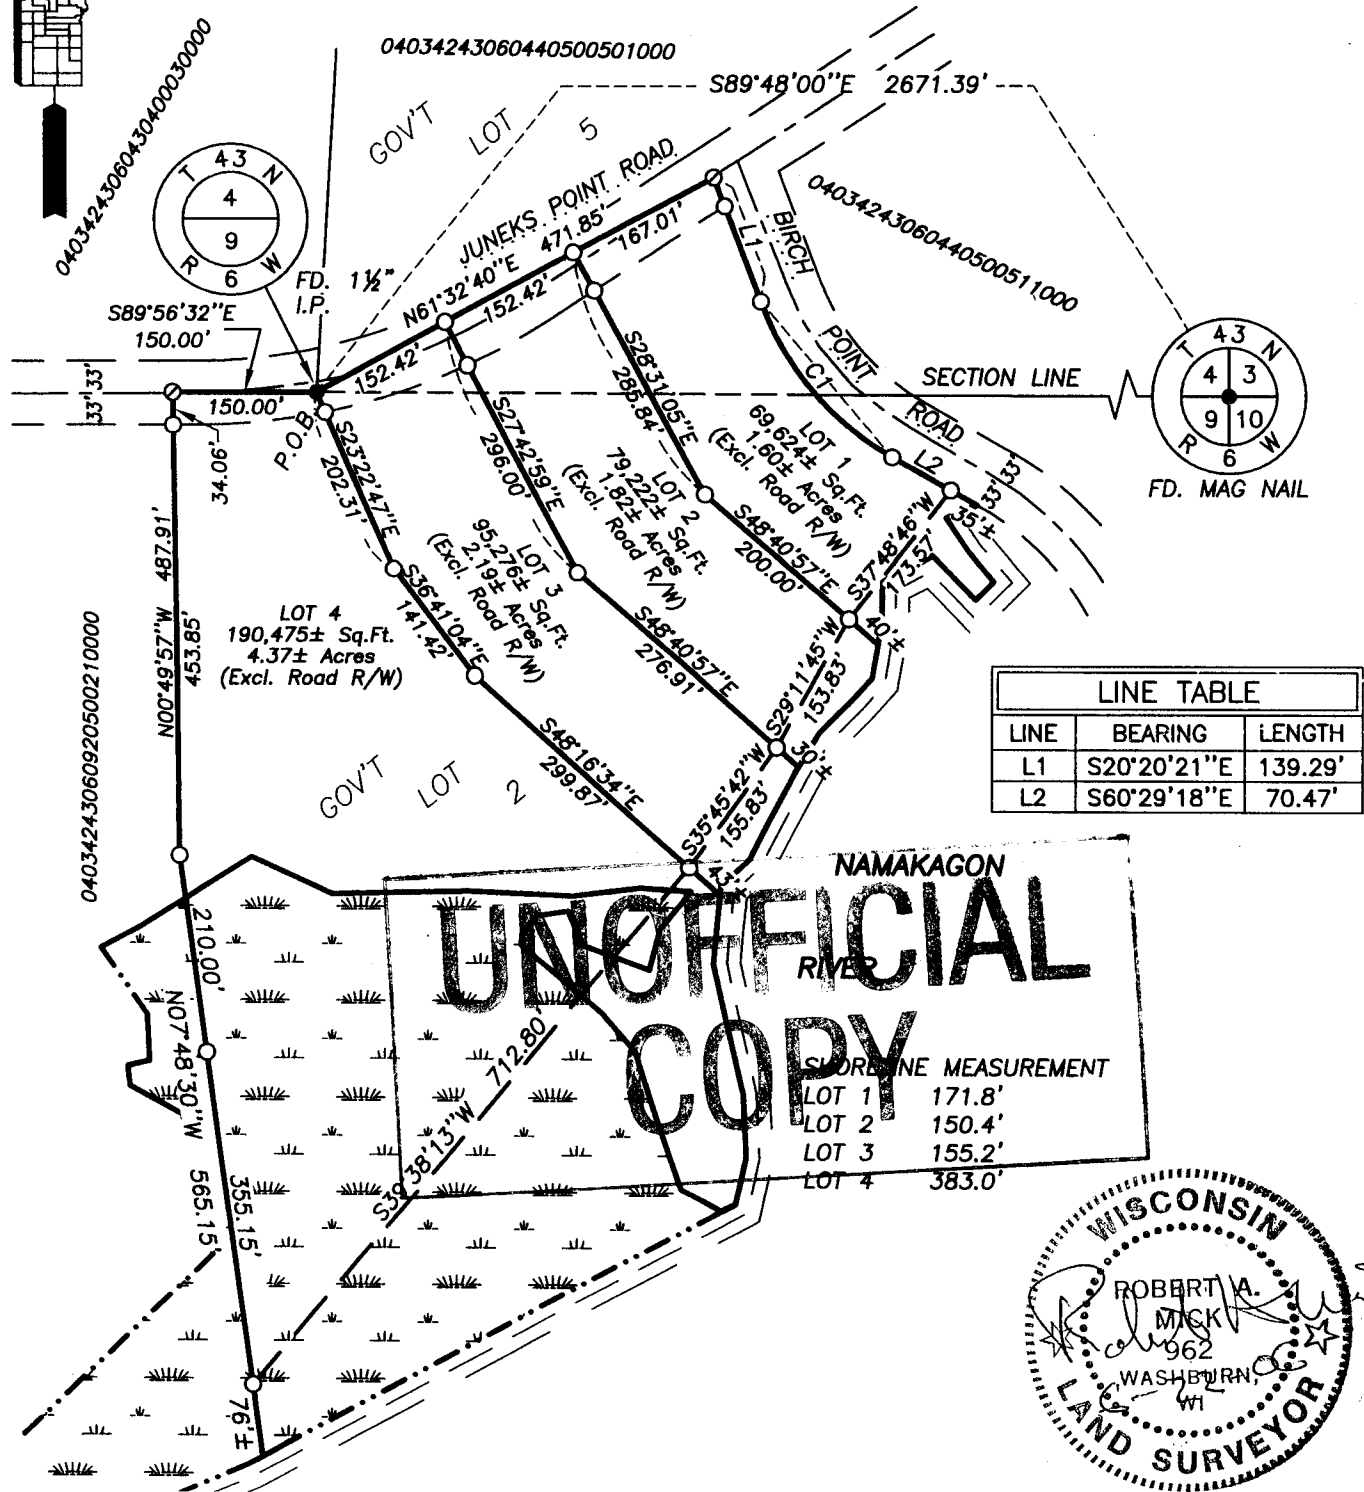 040342430604400500501000
040342430604304000030000
S89°48'00"E 2671.39'
GOV'T LOT 5
T 43 N
4
9
R 6 W
FD. 1½"
I.P.
JUNEKS POINT ROAD
N61°32'40"E 471.85'
152.42'
152.42'
167.01'
BIRCH POINT ROAD
040342430604400500511000
S89°56'32"E
150.00'
150.00'
33' 33'
34.06'
P.O.B.
SECTION LINE
T 43 N
4 3
9 10
R 6 W
FD. MAG NAIL
L1
C1
L2
33' 33'
35'±
S23°22'47"E
202.31'
S27°42'59"E
296.00'
S28°31'05"E
285.84'
LOT 1
69,624± Sq.Ft.
1.60± Acres
(Excl. Road R/W)
LOT 2
79,222± Sq.Ft.
1.82± Acres
(Excl. Road R/W)
LOT 3
95,276± Sq.Ft.
2.19± Acres
(Excl. Road R/W)
LOT 4
190,475± Sq.Ft.
4.37± Acres
(Excl. Road R/W)
S36°41'04"E
141.42'
S48°40'57"E
200.00'
S48°40'57"E
276.91'
S48°16'34"E
299.87'
S37°48'46"W
173.57'
40'±
S29°11'45"W
153.83'
30'±
S35°45'42"W
155.83'
43'±
N00°49'57"W 487.91'
453.85'
040342430609205000210000
GOV'T LOT 2
LINE TABLE
LINE BEARING LENGTH
L1 S20°20'21"E 139.29'
L2 S60°29'18"E 70.47'
NAMAKAGON
RIVER
UNOFFICIAL
COPY
SHORELINE MEASUREMENT
LOT 1 171.8'
LOT 2 150.4'
LOT 3 155.2'
LOT 4 383.0'
210.00'
N07°48'30"W 565.15'
355.15'
76'±
S39°38'13"W 712.80'
WISCONSIN
ROBERT A.
MICK
962
WASHBURN,
WI
LAND SURVEYOR